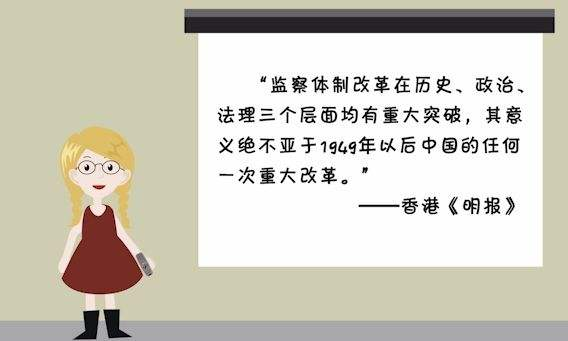 “监察体制改革在历史、政治、
法理三个层面均有重大突破，其意
义绝不亚于1949年以后中国的任何
一次重大改革。”
——香港《明报》